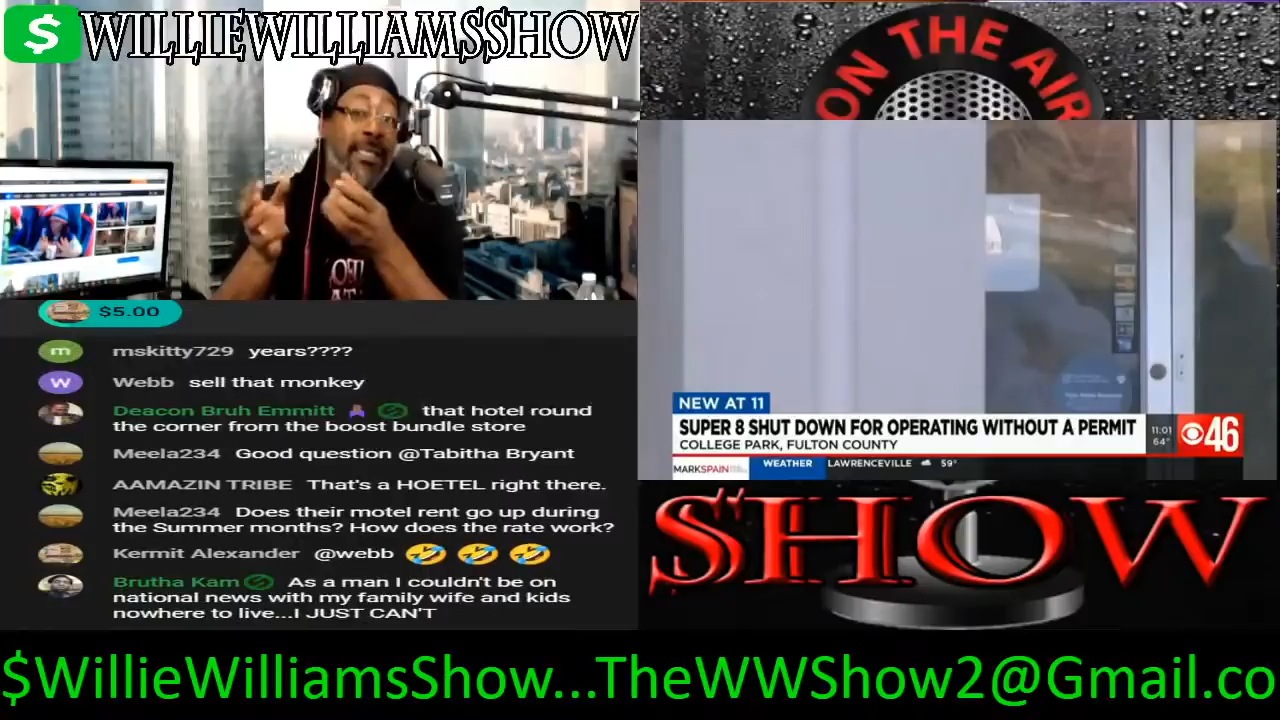 $ WILLIEWILLIAMSSHOW
ON THE AIR
$5.00
m mskitty729 years????
W Webb sell that monkey
Deacon Bruh Emmitt that hotel round
the corner from the boost bundle store
Meela234 Good question @Tabitha Bryant
AAMAZIN TRIBE That's a HOETEL right there.
Meela234 Does their motel rent go up during
the Summer months? How does the rate work?
Kermit Alexander @webb
Brutha Kam As a man I couldn't be on
national news with my family wife and kids
nowhere to live...I JUST CAN'T
NEW AT 11
SUPER 8 SHUT DOWN FOR OPERATING WITHOUT A PERMIT
COLLEGE PARK, FULTON COUNTY
11:01
64°
46
MARKSPAIN
WEATHER LAWRENCEVILLE 59°
SHOW
$WillieWilliamsShow...TheWWShow2@Gmail.co